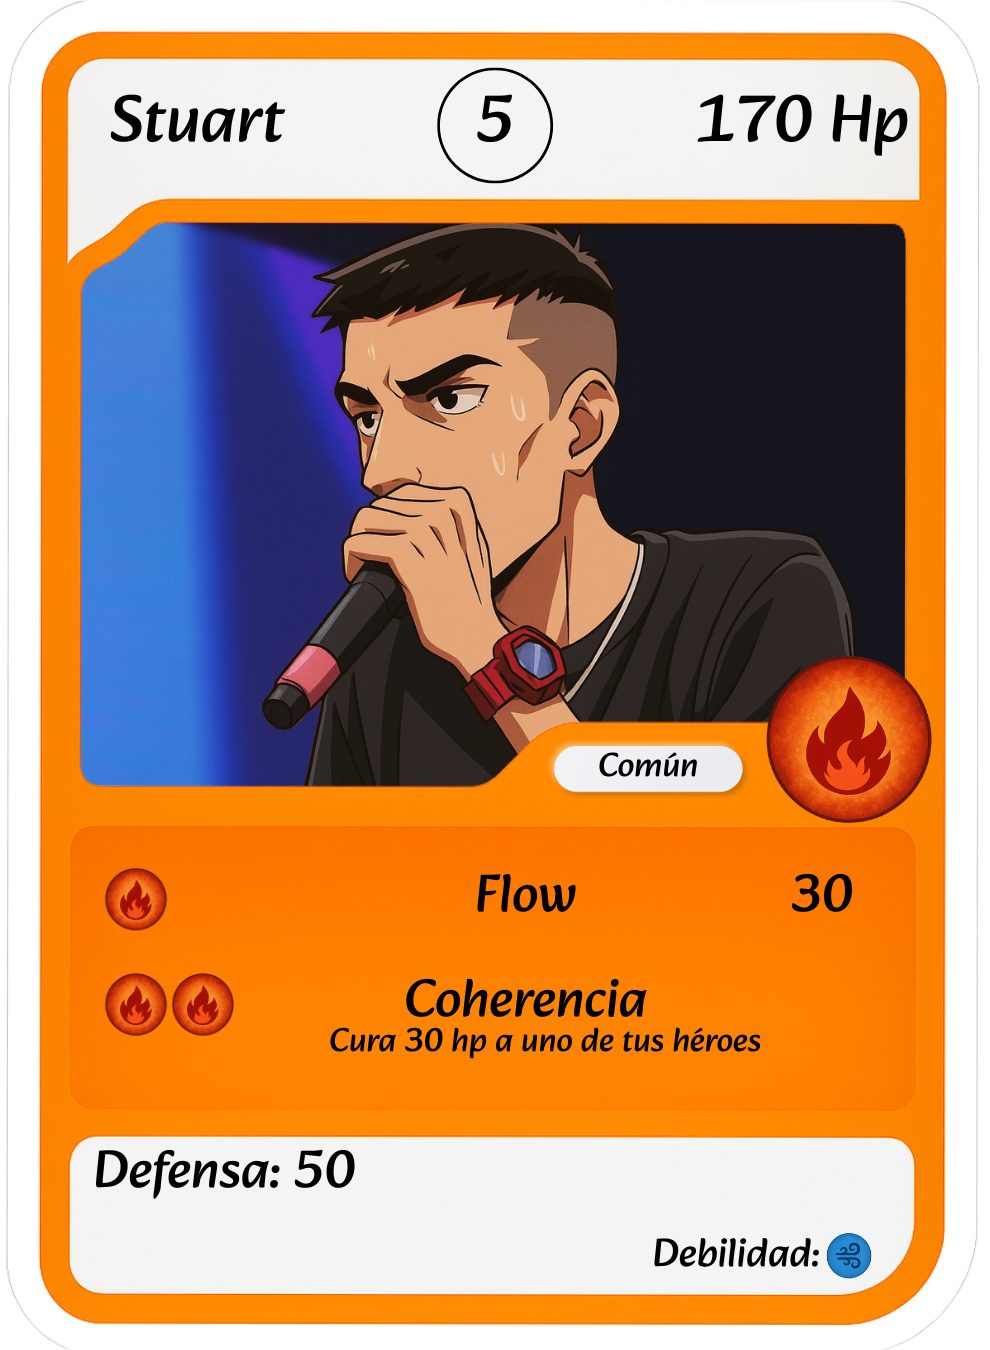 Stuart 5 170 Hp
Común
Flow 30
Coherencia
Cura 30 hp a uno de tus héroes
Defensa: 50
Debilidad: